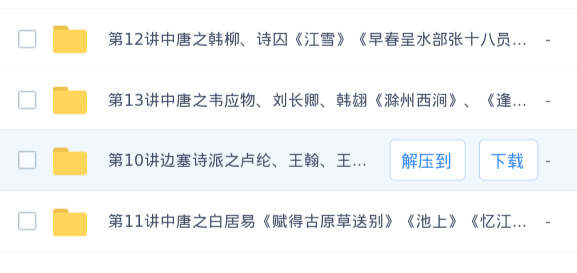 第12讲中唐之韩柳、诗囚《江雪》《早春呈水部张十八员... -
第13讲中唐之韦应物、刘长卿、韩翃《滁州西涧》、《逢... -
第10讲边塞诗派之卢纶、王翰、王... 解压到 下载 -
第11讲中唐之白居易《赋得古原草送别》《池上》《忆江... -